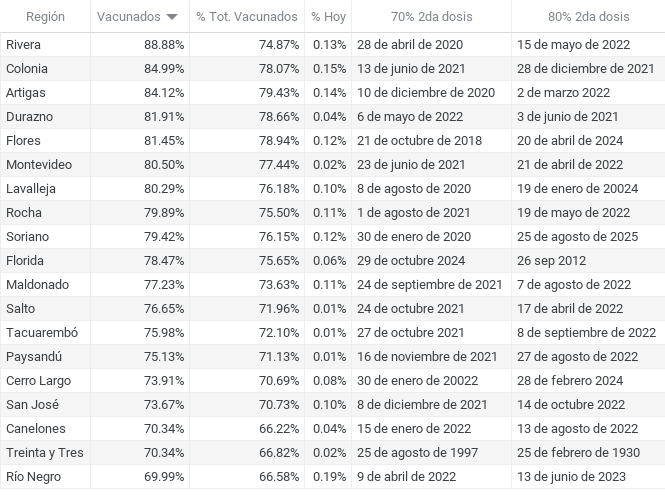 Región Vacunados % Tot. Vacunados % Hoy 70% 2da dosis 80% 2da dosis
Rivera 88.88% 74.87% 0.13% 28 de abril de 2020 15 de mayo de 2022
Colonia 84.99% 78.07% 0.15% 13 de junio de 2021 28 de diciembre de 2021
Artigas 84.12% 79.43% 0.14% 10 de diciembre de 2020 2 de marzo 2022
Durazno 81.91% 78.66% 0.04% 6 de mayo de 2022 3 de junio de 2021
Flores 81.45% 78.94% 0.12% 21 de octubre de 2018 20 de abril de 2024
Montevideo 80.50% 77.44% 0.02% 23 de junio de 2021 21 de abril de 2022
Lavalleja 80.29% 76.18% 0.10% 8 de agosto de 2020 19 de enero de 20024
Rocha 79.89% 75.50% 0.11% 1 de agosto de 2021 19 de mayo de 2022
Soriano 79.42% 76.15% 0.12% 30 de enero de 2020 25 de agosto de 2025
Florida 78.47% 75.65% 0.06% 29 de octubre 2024 26 sep 2012
Maldonado 77.23% 73.63% 0.11% 24 de septiembre de 2021 7 de agosto de 2022
Salto 76.65% 71.96% 0.01% 24 de octubre 2021 17 de abril de 2022
Tacuarembó 75.98% 72.10% 0.01% 27 de octubre 2021 8 de septiembre de 2022
Paysandú 75.13% 71.13% 0.01% 16 de noviembre de 2021 27 de agosto de 2022
Cerro Largo 73.91% 70.69% 0.08% 30 de enero de 20022 28 de febrero 2024
San José 73.67% 70.73% 0.10% 8 de diciembre de 2021 14 de octubre 2022
Canelones 70.34% 66.22% 0.04% 15 de enero de 2022 13 de agosto de 2022
Treinta y Tres 70.34% 66.82% 0.02% 25 de agosto de 1997 25 de febrero de 1930
Río Negro 69.99% 66.58% 0.19% 9 de abril de 2022 13 de junio de 2023